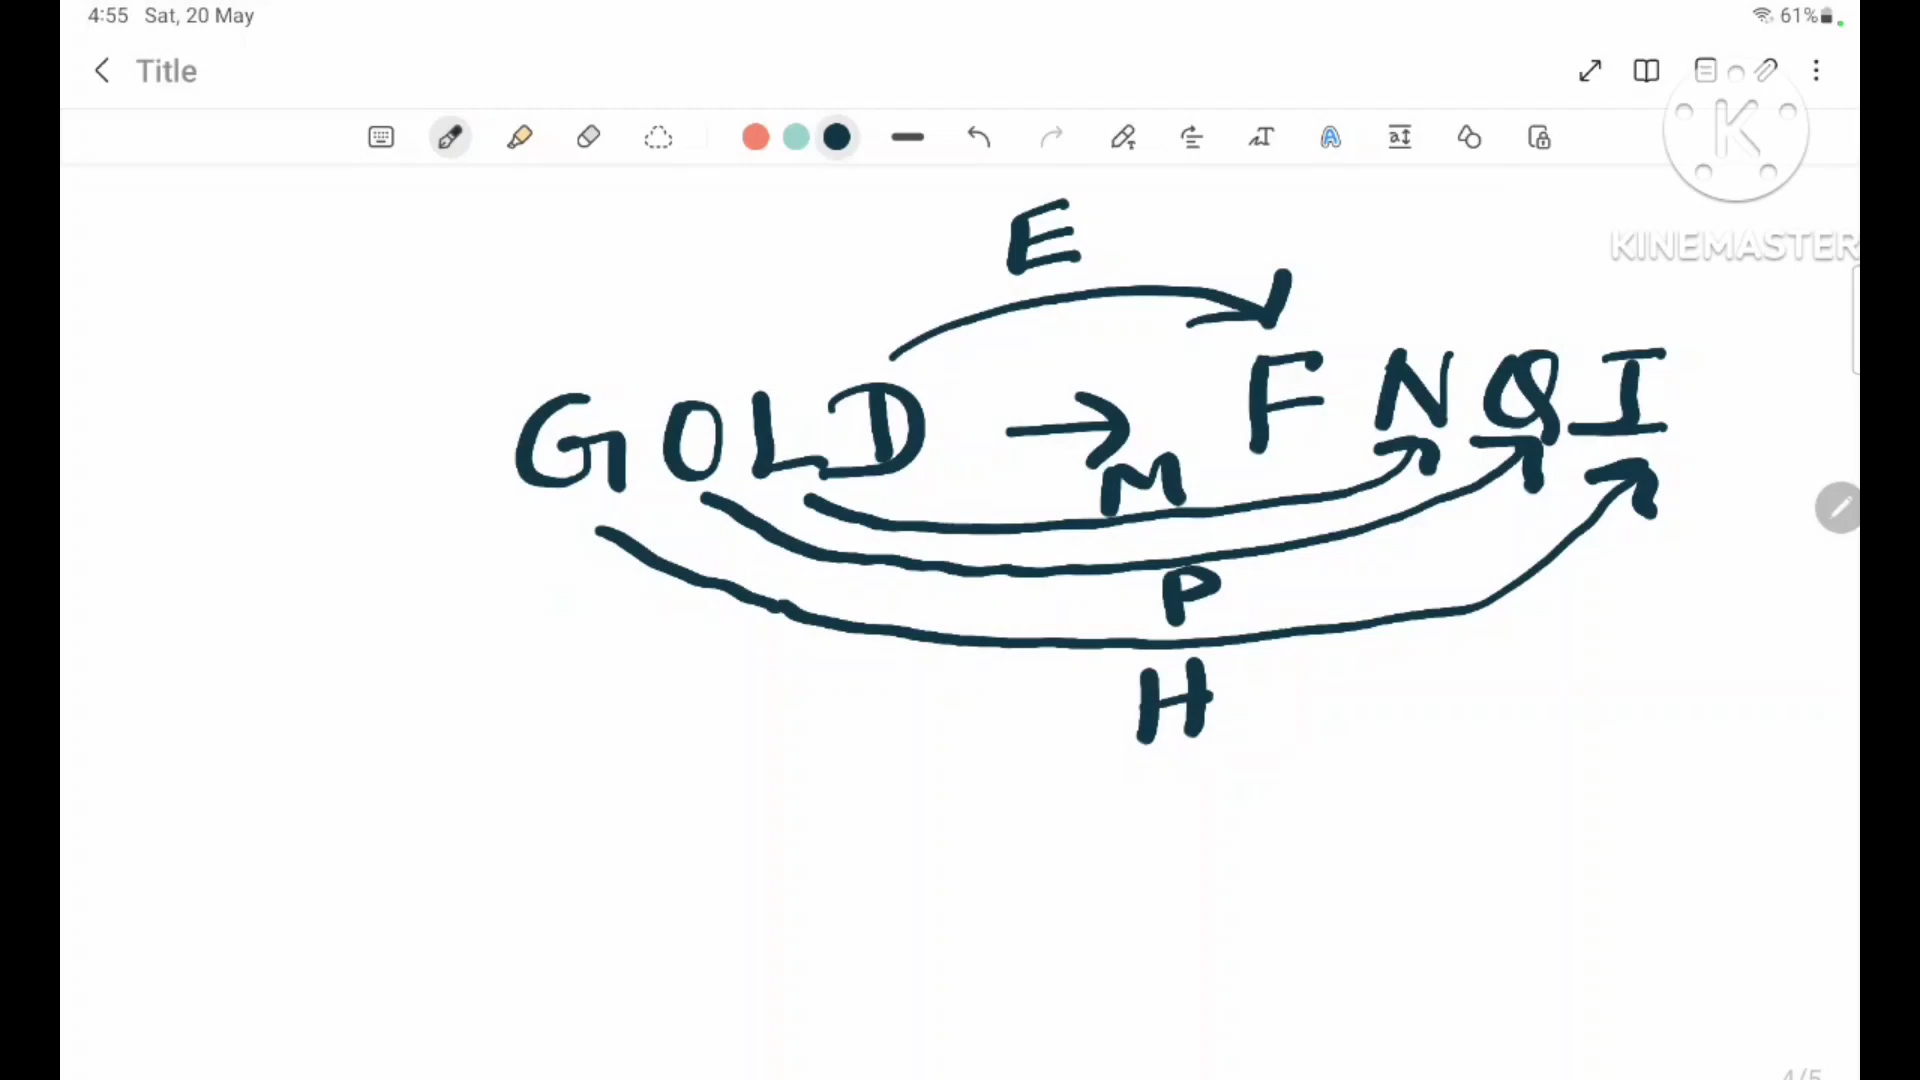 4:55 Sat, 20 May
61%
Title
K
KINEMASTER
E
GOLD → FNQI
M
P
H